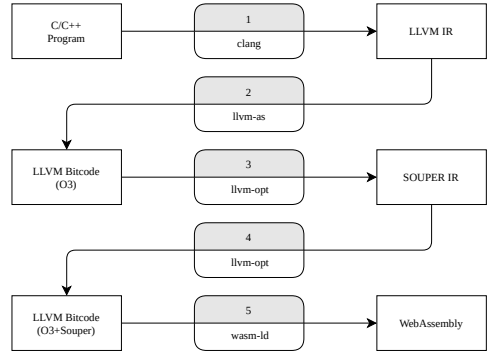 C/C++
Program
1
clang
LLVM IR
2
llvm-as
LLVM Bitcode
(O3)
3
llvm-opt
SOUPER IR
4
llvm-opt
LLVM Bitcode
(O3+Souper)
5
wasm-ld
WebAssembly